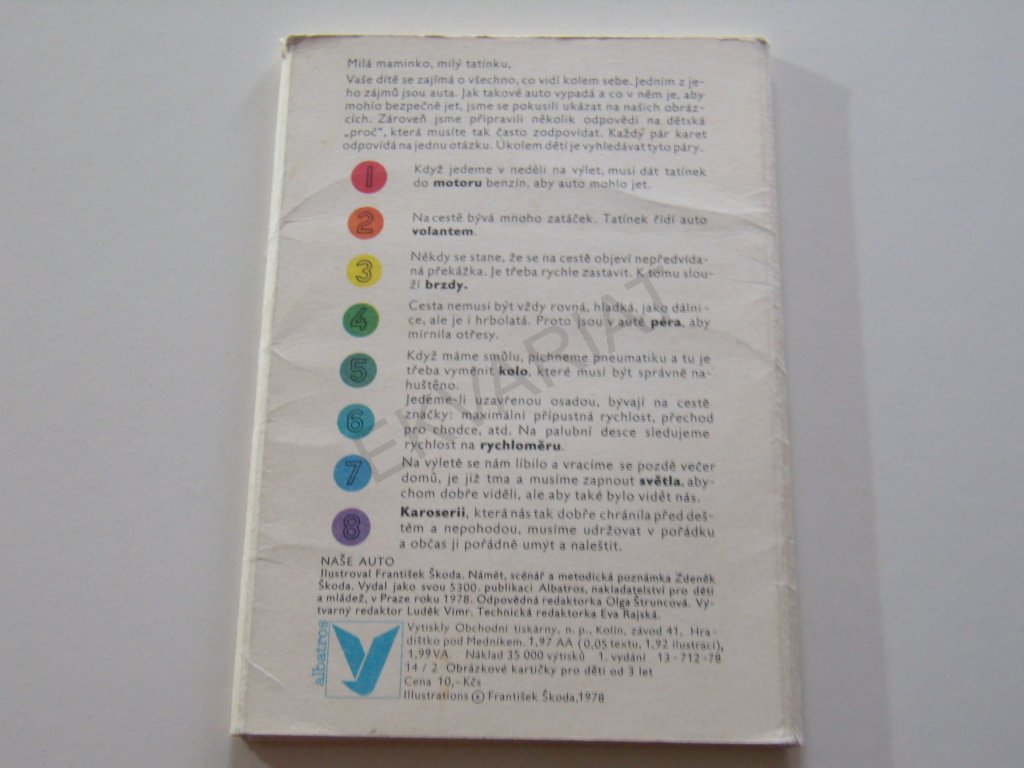 Milá maminko, milý tatínku,
Vaše dítě se zajímá o všechno, co vidí kolem sebe. Jedním z je-
ho zájmů jsou auta. Jak takové auto vypadá a co v něm je, aby
mohlo bezpečně jet, jsme se pokusili ukázat na našich obráz-
cích. Zároveň jsme připravili několik odpovědí na dětská
„proč“, která musíte tak často zodpovídat. Každý pár karet
odpovídá na jednu otázku. Úkolem dětí je vyhledávat tyto páry.
1 Když jedeme v neděli na výlet, musí dát tatínek
do motoru benzín, aby auto mohlo jet.
2 Na cestě bývá mnoho zatáček. Tatínek řídí auto
volantem.
3 Někdy se stane, že se na cestě objeví nepředvída-
ná překážka. Je třeba rychle zastavit. K tomu slou-
ží brzdy.
4 Cesta nemusí být vždy rovná, hladká, jako dálni-
ce, ale je i hrbolatá. Proto jsou v autě péra, aby
mírnila otřesy.
5 Když máme smůlu, píchneme pneumatiku a tu je
třeba vyměnit kolo, které musí být správně na-
huštěno.
6 Jedeme-li uzavřenou osadou, bývají na cestě
značky: maximální přípustná rychlost, přechod
pro chodce, atd. Na palubní desce sledujeme
rychlost na rychloměru.
7 Na výletě se nám líbilo a vracíme se pozdě večer
domů, je již tma a musíme zapnout světla, aby-
chom dobře viděli, ale aby také bylo vidět nás.
8 Karoserii, která nás tak dobře chránila před deš-
těm a nepohodou, musíme udržovat v pořádku
a občas ji pořádně umýt a naleštit.
NAŠE AUTO
Ilustroval František Škoda. Námět, scénář a metodická poznámka Zdeněk
Škoda. Vydal jako svou 5300. publikaci Albatros, nakladatelství pro děti
a mládež, v Praze roku 1978. Odpovědná redaktorka Olga Štruncová. Vý-
tvarný redaktor Luděk Vimr. Technická redaktorka Eva Rajská.
albatros
Vytiskly Obchodní tiskárny, n. p., Kolín, závod 41, Hra-
dištko pod Medníkem. 1,97 AA (0,05 textu, 1,92 ilustrací),
1,99 VA. Náklad 35 000 výtisků 1. vydání 13-712-78
14/2 Obrázkové kartičky pro děti od 3 let
Cena 10,- Kčs
Illustrations © František Škoda, 1978